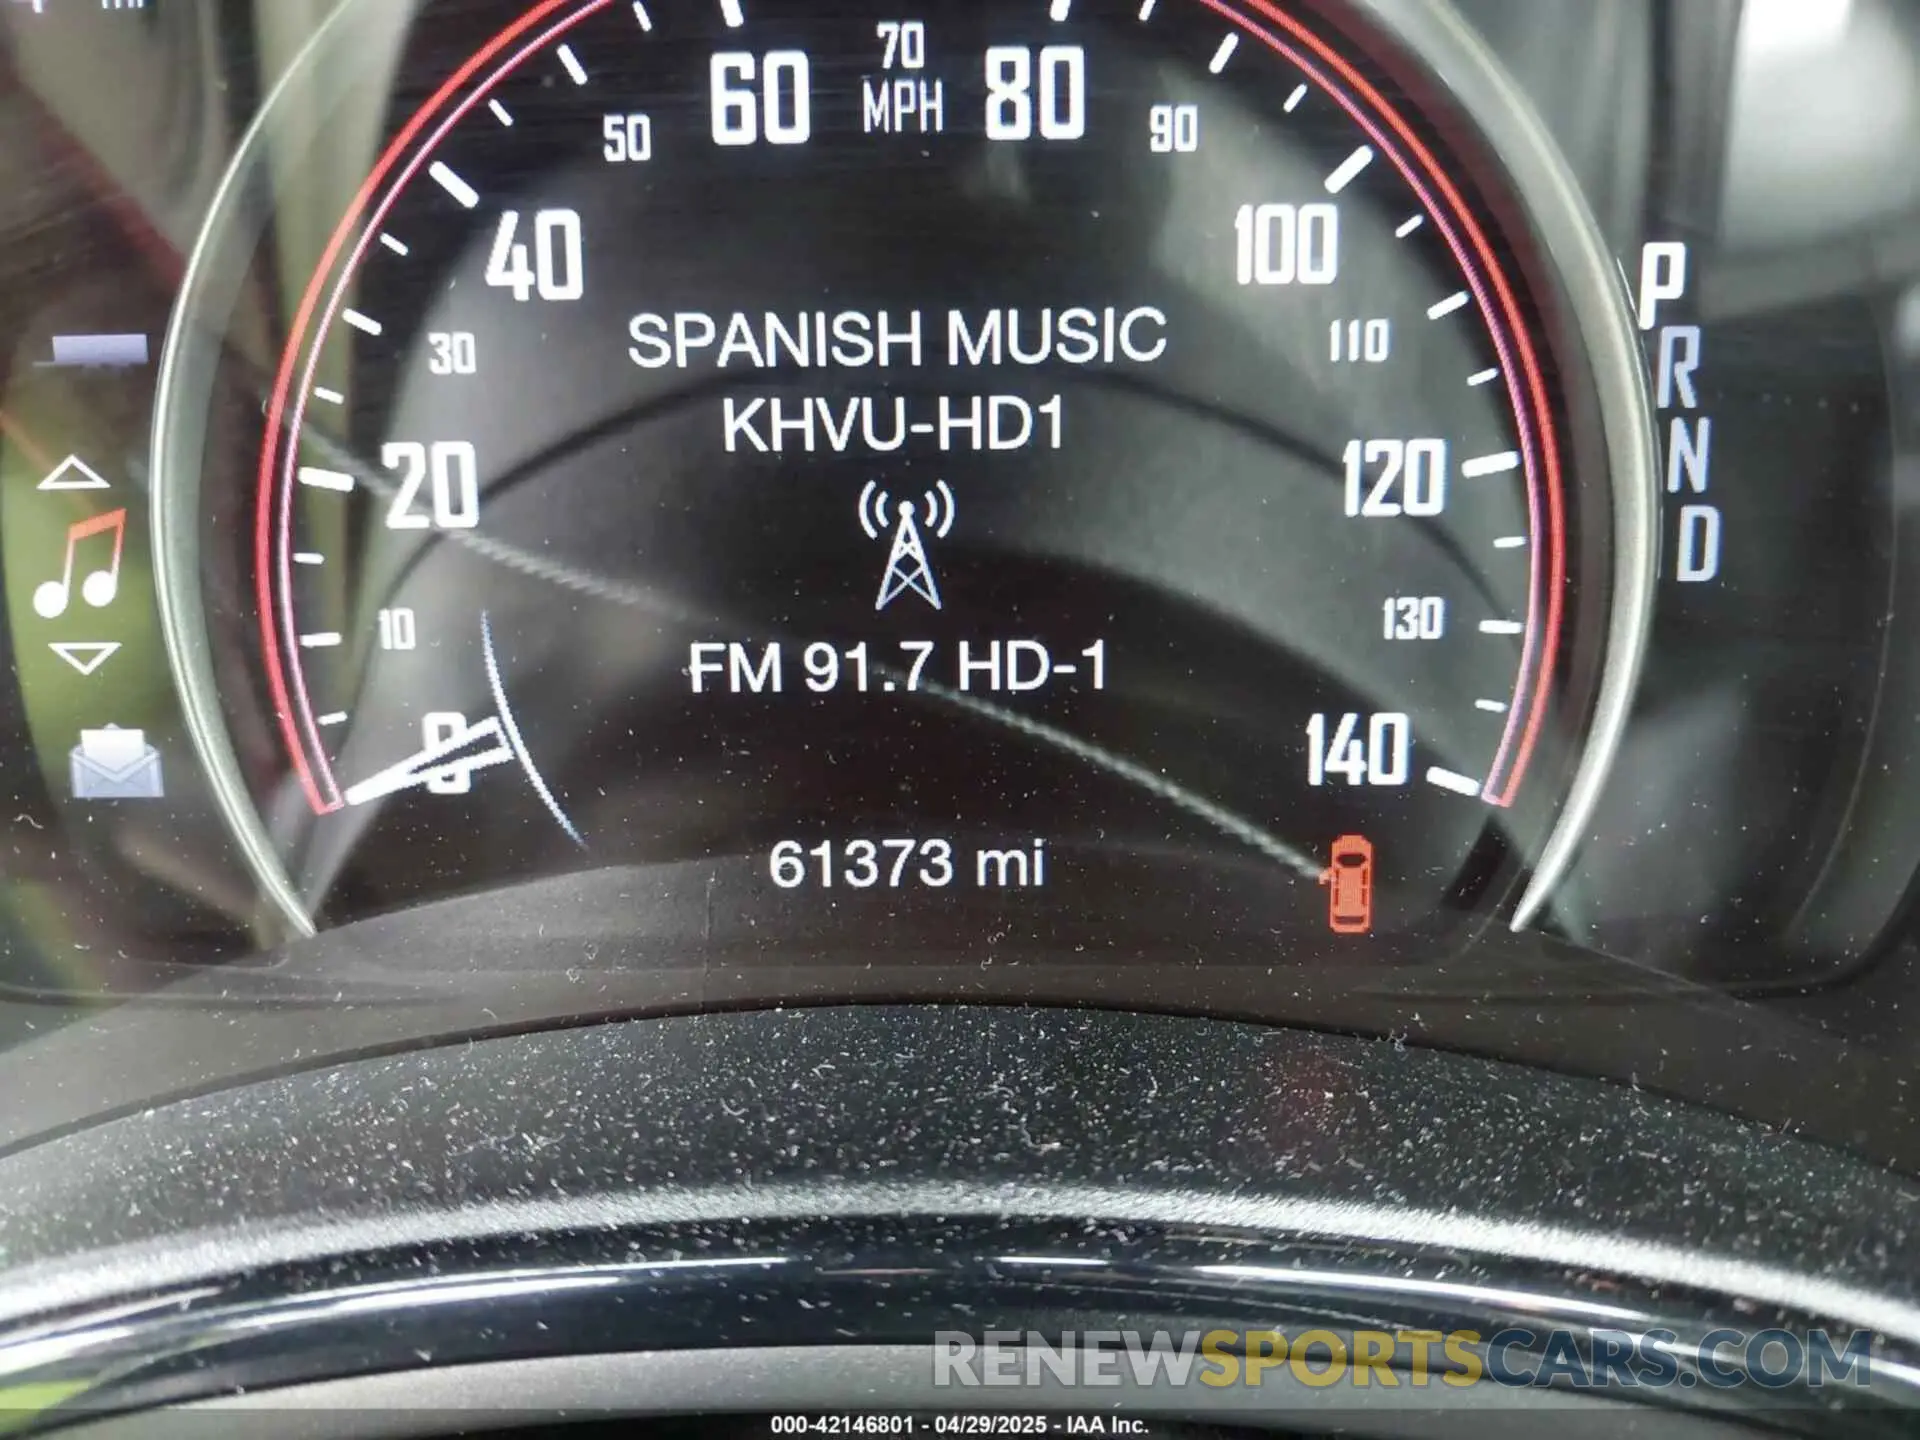 70
60 MPH 80
50 90
40 100
30 110
SPANISH MUSIC
KHVU-HD1
20 120
10 130
FM 91.7 HD-1
0 140
61373 mi
P
R
N
D
RENEWSPORTSCARS.COM
000-42146801 - 04/29/2025 - IAA Inc.